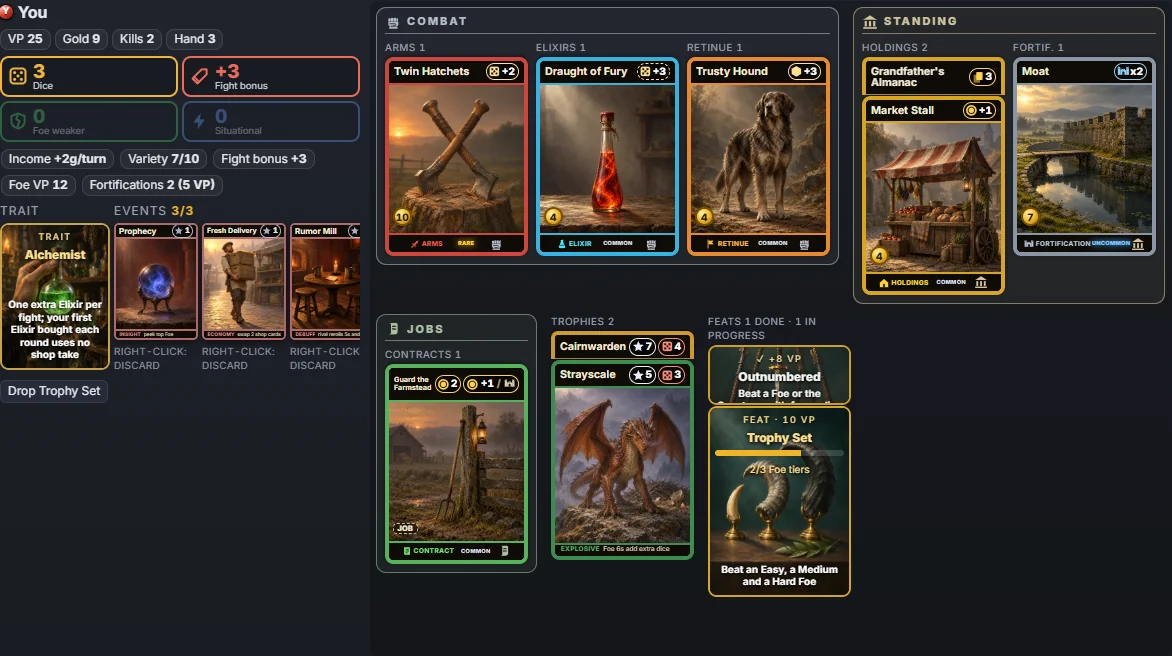 You
VP 25
Gold 9
Kills 2
Hand 3
3
Dice
+3
Fight bonus
0
Foe weaker
0
Situational
Income +2g/turn
Variety 7/10
Fight bonus +3
Foe VP 12
Fortifications 2 (5 VP)
TRAIT
TRAIT
Alchemist
One extra Elixir per
fight; your first
Elixir bought each
round uses no
shop take
Drop Trophy Set
EVENTS 3/3
Prophecy
1
INSIGHT peek top Foe
RIGHT-CLICK:
DISCARD
Fresh Delivery
1
ECONOMY swap 2 shop cards
RIGHT-CLICK:
DISCARD
Rumor Mill
DEBUFF rival rerolls 5s and
RIGHT-CLICK
DISCARD
COMBAT
ARMS 1
Twin Hatchets
+2
10
ARMS
RARE
ELIXIRS 1
Draught of Fury
+3
4
ELIXIR
COMMON
RETINUE 1
Trusty Hound
+3
4
RETINUE
COMMON
STANDING
HOLDINGS 2
Grandfather's
Almanac
3
Market Stall
+1
4
HOLDINGS
COMMON
FORTIF. 1
Moat
x2
7
FORTIFICATION
UNCOMMON
JOBS
CONTRACTS 1
Guard the
Farmstead
2
+1 /
JOB
CONTRACT
COMMON
TROPHIES 2
Cairnwarden
7
4
Strayscale
5
3
EXPLOSIVE Foe 6s add extra dice
FEATS 1 DONE · 1 IN
PROGRESS
✓ +8 VP
Outnumbered
Beat a Foe or the
FEAT · 10 VP
Trophy Set
2/3 Foe tiers
Beat an Easy, a Medium
and a Hard Foe